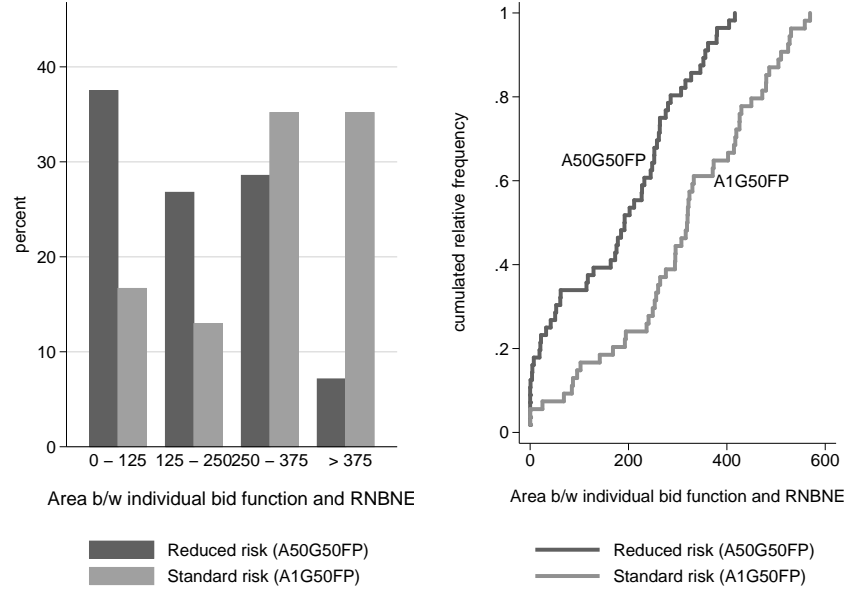 40
30
20
10
0
percent
0 – 125 125 – 250 250 – 375 > 375
Area b/w individual bid function and RNBNE
Reduced risk (A50G50FP)
Standard risk (A1G50FP)
1
.8
.6
.4
.2
0
cumulated relative frequency
A50G50FP
A1G50FP
0 200 400 600
Area b/w individual bid function and RNBNE
Reduced risk (A50G50FP)
Standard risk (A1G50FP)